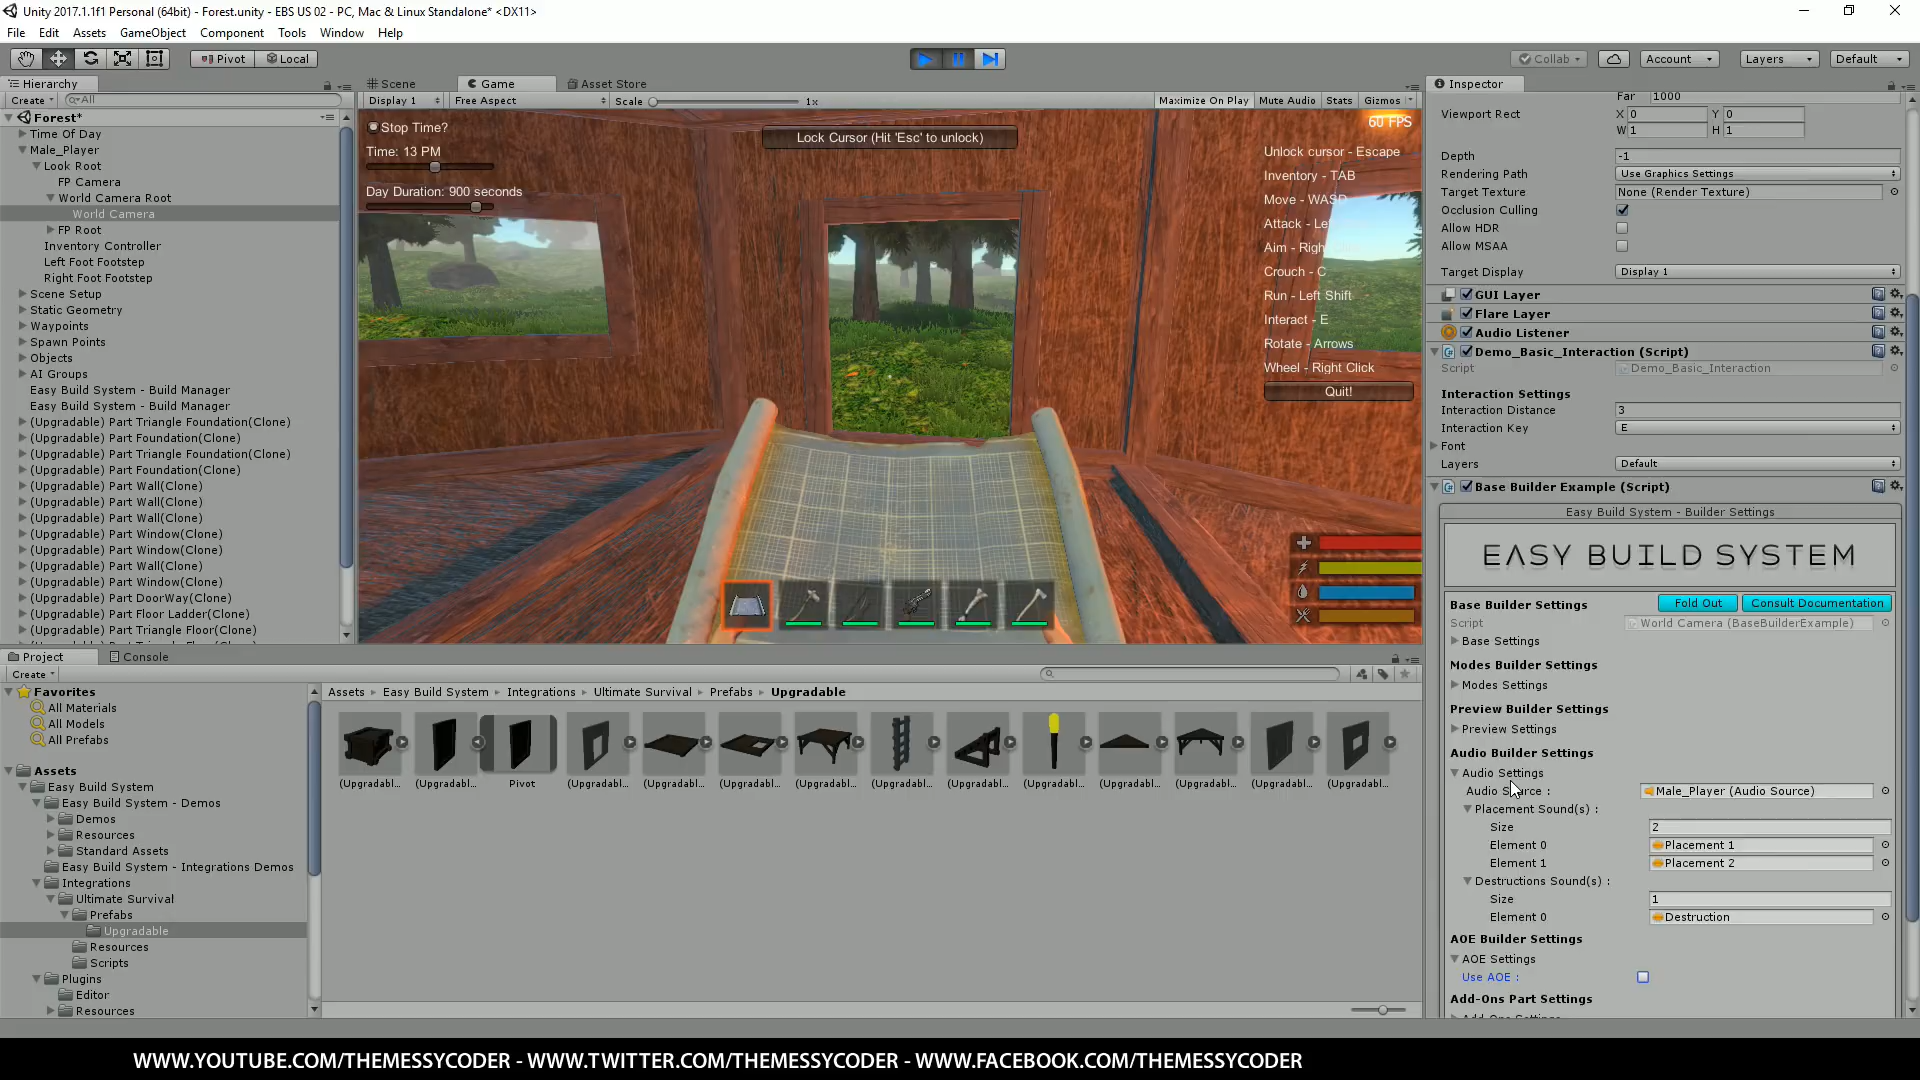 Unity 2017.1.1f1 Personal (64bit) - Forest.unity - EBS US 02 - PC, Mac & Linux Standalone* <DX11>
File Edit Assets GameObject Component Tools Window Help
Pivot Local
Collab Account Layers Default
Hierarchy
Create All
Forest*
Time Of Day
Male_Player
Look Root
FP Camera
World Camera Root
World Camera
FP Root
Inventory Controller
Left Foot Footstep
Right Foot Footstep
Scene Setup
Static Geometry
Waypoints
Spawn Points
Objects
AI Groups
Easy Build System - Build Manager
Easy Build System - Build Manager
(Upgradable) Part Triangle Foundation(Clone)
(Upgradable) Part Foundation(Clone)
(Upgradable) Part Triangle Foundation(Clone)
(Upgradable) Part Foundation(Clone)
(Upgradable) Part Wall(Clone)
(Upgradable) Part Wall(Clone)
(Upgradable) Part Wall(Clone)
(Upgradable) Part Window(Clone)
(Upgradable) Part Window(Clone)
(Upgradable) Part Wall(Clone)
(Upgradable) Part Window(Clone)
(Upgradable) Part DoorWay(Clone)
(Upgradable) Part Floor Ladder(Clone)
(Upgradable) Part Triangle Floor(Clone)
Scene Game Asset Store
Display 1 Free Aspect Scale 1x Maximize On Play Mute Audio Stats Gizmos
Stop Time?
Time: 13 PM
Day Duration: 900 seconds
Lock Cursor (Hit 'Esc' to unlock)
60 FPS
Unlock cursor - Escape
Inventory - TAB
Move - WASD
Attack - Left
Aim - Right
Crouch - C
Run - Left Shift
Interact - E
Rotate - Arrows
Wheel - Right Click
Quit!
Inspector
Far 1000
Viewport Rect X 0 Y 0
W 1 H 1
Depth -1
Rendering Path Use Graphics Settings
Target Texture None (Render Texture)
Occlusion Culling
Allow HDR
Allow MSAA
Target Display Display 1
GUI Layer
Flare Layer
Audio Listener
Demo_Basic_Interaction (Script)
Script Demo_Basic_Interaction
Interaction Settings
Interaction Distance 3
Interaction Key E
Font
Layers Default
Base Builder Example (Script)
Easy Build System - Builder Settings
EASY BUILD SYSTEM
Base Builder Settings Fold Out Consult Documentation
Script World Camera (BaseBuilderExample)
Base Settings
Modes Builder Settings
Modes Settings
Preview Builder Settings
Preview Settings
Audio Builder Settings
Audio Settings
Audio Source : Male_Player (Audio Source)
Placement Sound(s) :
Size 2
Element 0 Placement 1
Element 1 Placement 2
Destructions Sound(s) :
Size 1
Element 0 Destruction
AOE Builder Settings
AOE Settings
Use AOE :
Add-Ons Part Settings
Project Console
Create
Favorites
All Materials
All Models
All Prefabs
Assets
Easy Build System
Easy Build System - Demos
Demos
Resources
Standard Assets
Easy Build System - Integrations Demos
Integrations
Ultimate Survival
Prefabs
Upgradable
Resources
Scripts
Plugins
Editor
Resources
Assets Easy Build System Integrations Ultimate Survival Prefabs Upgradable
(Upgradabl... (Upgradabl... Pivot (Upgradabl... (Upgradabl... (Upgradabl... (Upgradabl... (Upgradabl... (Upgradabl... (Upgradabl... (Upgradabl... (Upgradabl... (Upgradabl... (Upgradabl...
WWW.YOUTUBE.COM/THEMESSYCODER - WWW.TWITTER.COM/THEMESSYCODER - WWW.FACEBOOK.COM/THEMESSYCODER